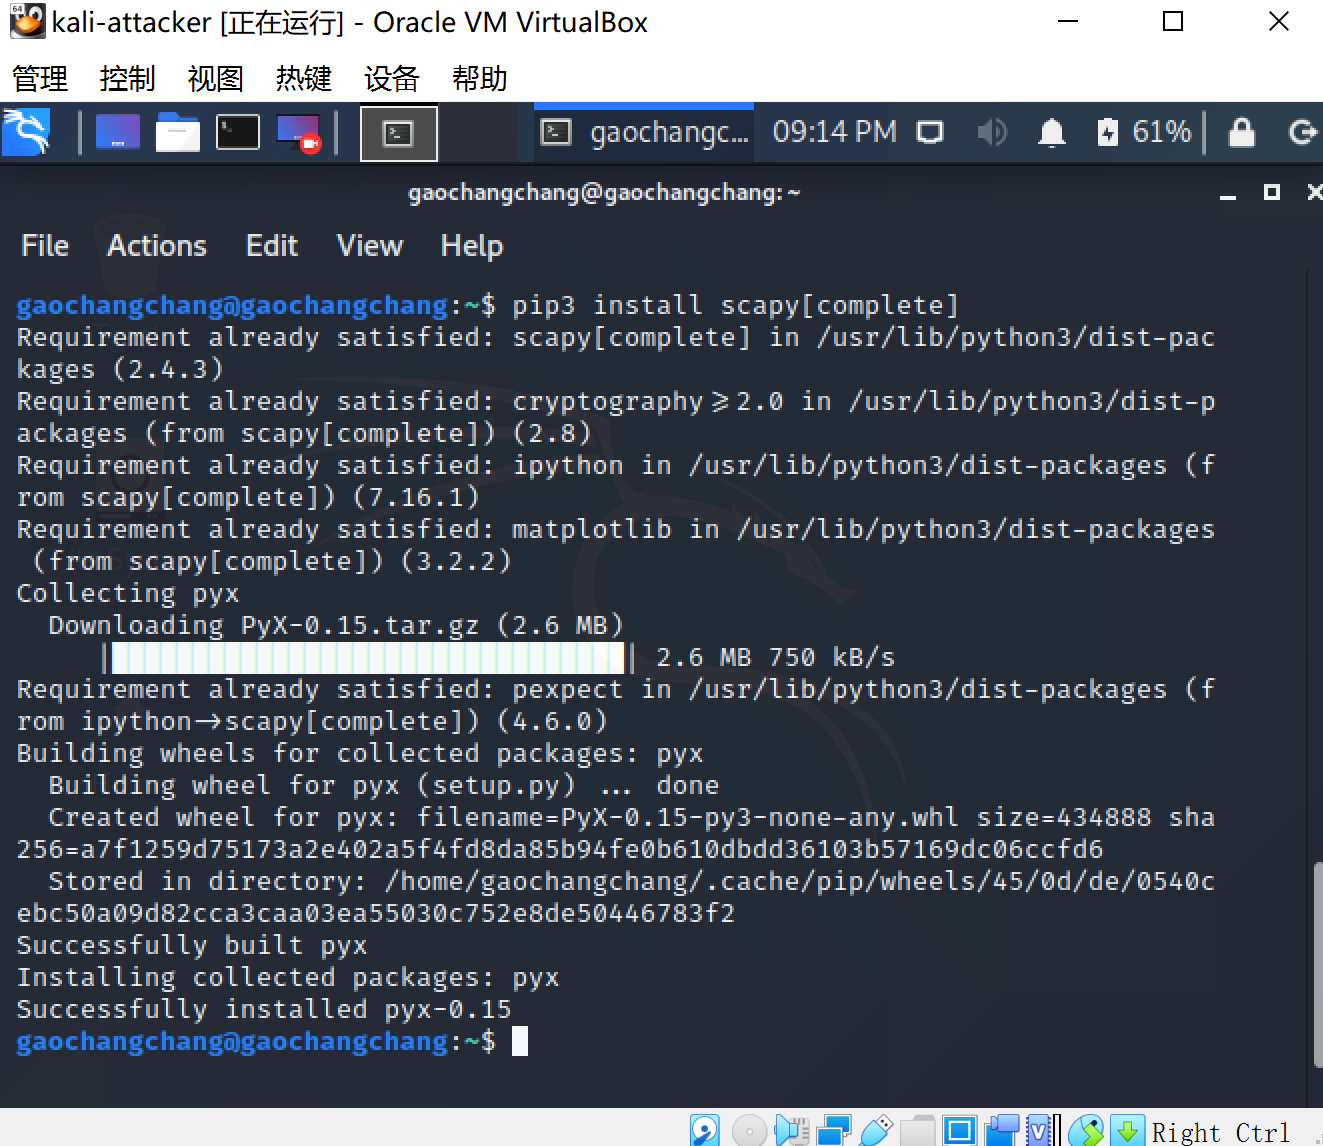 kali-attacker [正在运行] - Oracle VM VirtualBox
管理 控制 视图 热键 设备 帮助
gaochangc... 09:14 PM 61%
gaochangchang@gaochangchang: ~
File Actions Edit View Help
gaochangchang@gaochangchang:~$ pip3 install scapy[complete]
Requirement already satisfied: scapy[complete] in /usr/lib/python3/dist-pac
kages (2.4.3)
Requirement already satisfied: cryptography>=2.0 in /usr/lib/python3/dist-p
ackages (from scapy[complete]) (2.8)
Requirement already satisfied: ipython in /usr/lib/python3/dist-packages (f
rom scapy[complete]) (7.16.1)
Requirement already satisfied: matplotlib in /usr/lib/python3/dist-packages
 (from scapy[complete]) (3.2.2)
Collecting pyx
  Downloading PyX-0.15.tar.gz (2.6 MB)
     |████████████████████████████████| 2.6 MB 750 kB/s
Requirement already satisfied: pexpect in /usr/lib/python3/dist-packages (f
rom ipython->scapy[complete]) (4.6.0)
Building wheels for collected packages: pyx
  Building wheel for pyx (setup.py) ... done
  Created wheel for pyx: filename=PyX-0.15-py3-none-any.whl size=434888 sha
256=a7f1259d75173a2e402a5f4fd8da85b94fe0b610dbdd36103b57169dc06ccfd6
  Stored in directory: /home/gaochangchang/.cache/pip/wheels/45/0d/de/0540c
ebc50a09d82cca3caa03ea55030c752e8de50446783f2
Successfully built pyx
Installing collected packages: pyx
Successfully installed pyx-0.15
gaochangchang@gaochangchang:~$
Right Ctrl